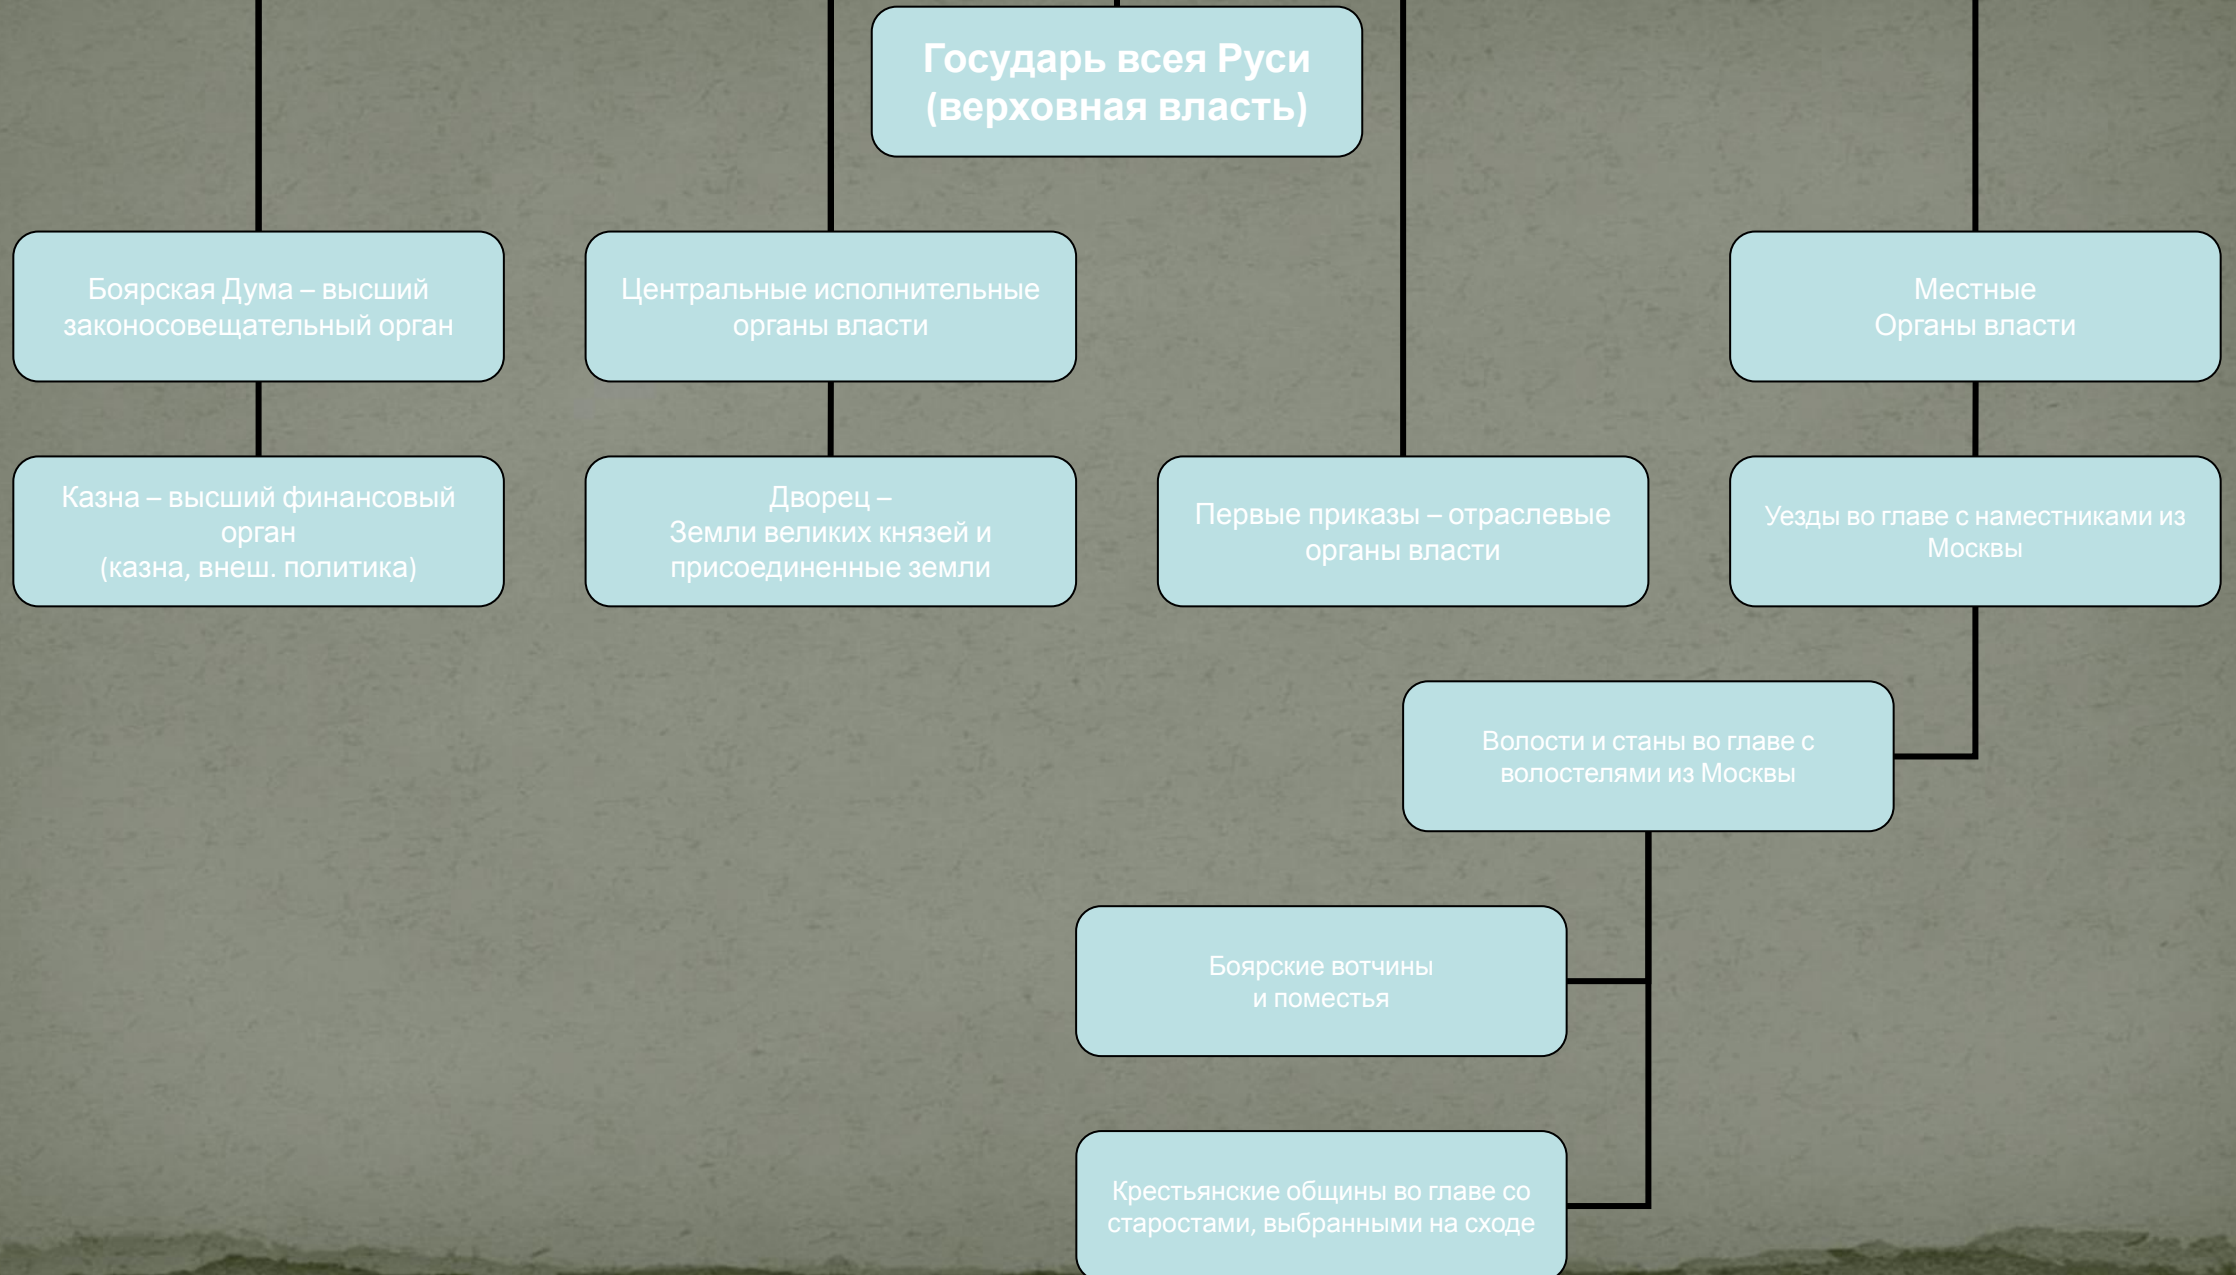 Государь всея Руси
(верховная власть)
Боярская Дума – высший
законосовещательный орган
Центральные исполнительные
органы власти
Местные
Органы власти
Казна – высший финансовый
орган
(казна, внеш. политика)
Дворец –
Земли великих князей и
присоединенные земли
Первые приказы – отраслевые
органы власти
Уезды во главе с наместниками из
Москвы
Волости и станы во главе с
волостелями из Москвы
Боярские вотчины
и поместья
Крестьянские общины во главе со
старостами, выбранными на сходе